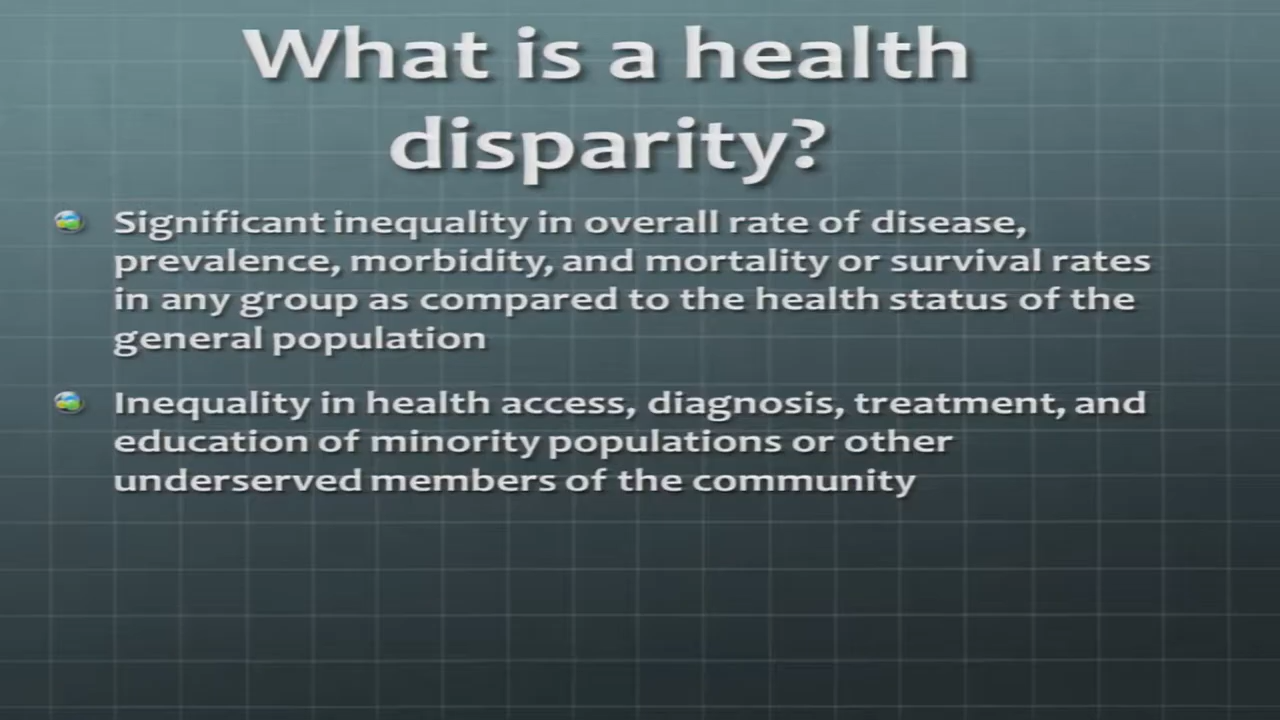 What is a health
disparity?
Significant inequality in overall rate of disease,
prevalence, morbidity, and mortality or survival rates
in any group as compared to the health status of the
general population
Inequality in health access, diagnosis, treatment, and
education of minority populations or other
underserved members of the community